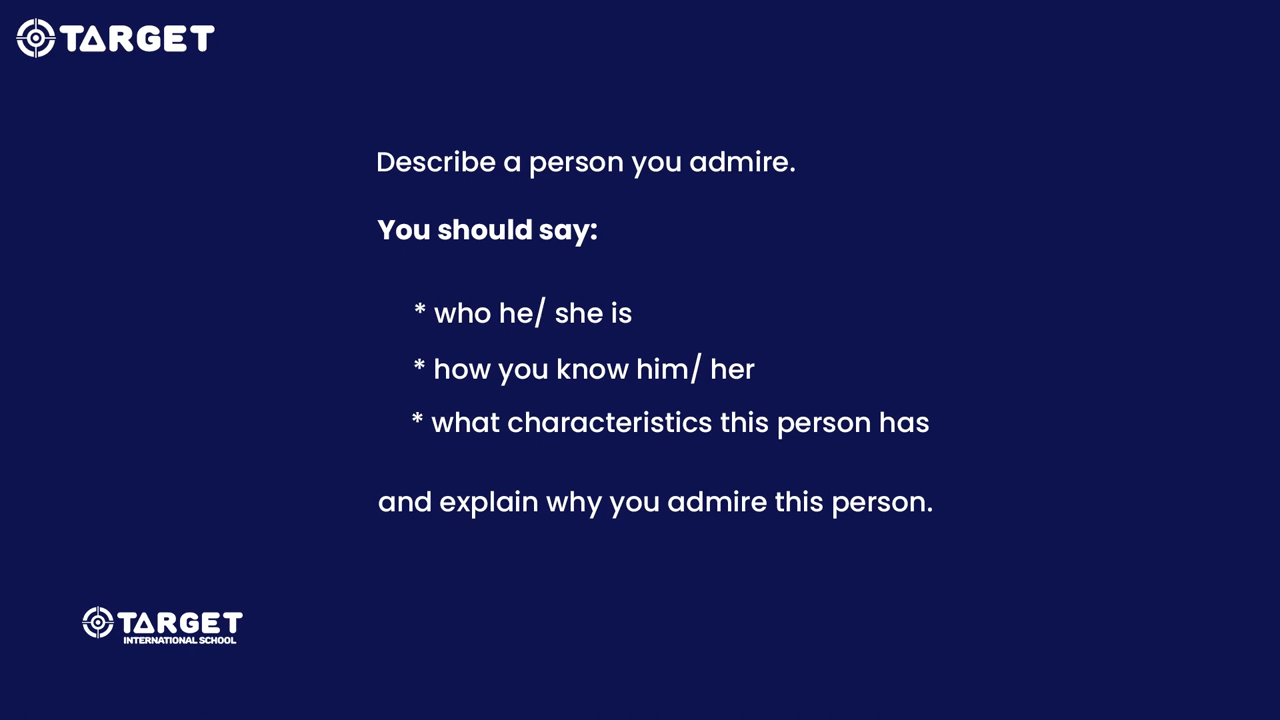 TARGET
Describe a person you admire.
You should say:
* who he/ she is
* how you know him/ her
* what characteristics this person has
and explain why you admire this person.
TARGET
INTERNATIONAL SCHOOL